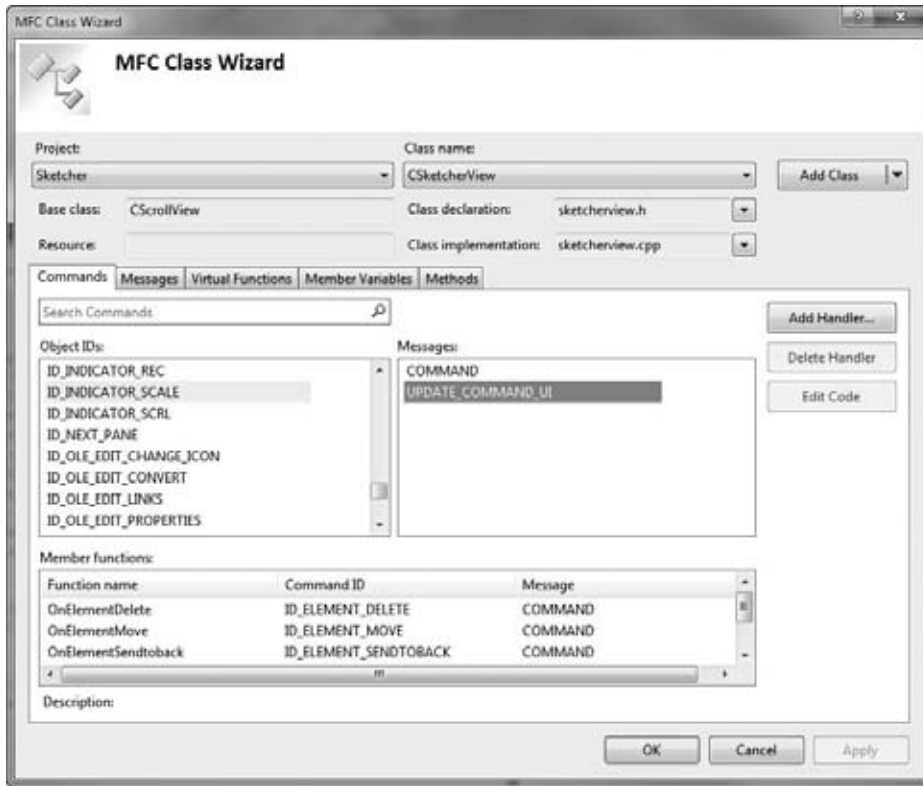 MFC Class Wizard
MFC Class Wizard
Project:
Class name:
Sketcher
CSketcherView
Add Class
Base class:
CScrollView
Class declaration:
sketcherview.h
Resource:
Class implementation:
sketcherview.cpp
Commands
Messages
Virtual Functions
Member Variables
Methods
Search Commands
Add Handler...
Object IDs:
Messages:
Delete Handler
Edit Code
ID_INDICATOR_REC
ID_INDICATOR_SCALE
ID_INDICATOR_SCRL
ID_NEXT_PANE
ID_OLE_EDIT_CHANGE_ICON
ID_OLE_EDIT_CONVERT
ID_OLE_EDIT_LINKS
ID_OLE_EDIT_PROPERTIES
COMMAND
UPDATE_COMMAND_UI
Member functions:
Function name Command ID Message
OnElementDelete ID_ELEMENT_DELETE COMMAND
OnElementMove ID_ELEMENT_MOVE COMMAND
OnElementSendtoback ID_ELEMENT_SENDTOBACK COMMAND
Description:
OK
Cancel
Apply